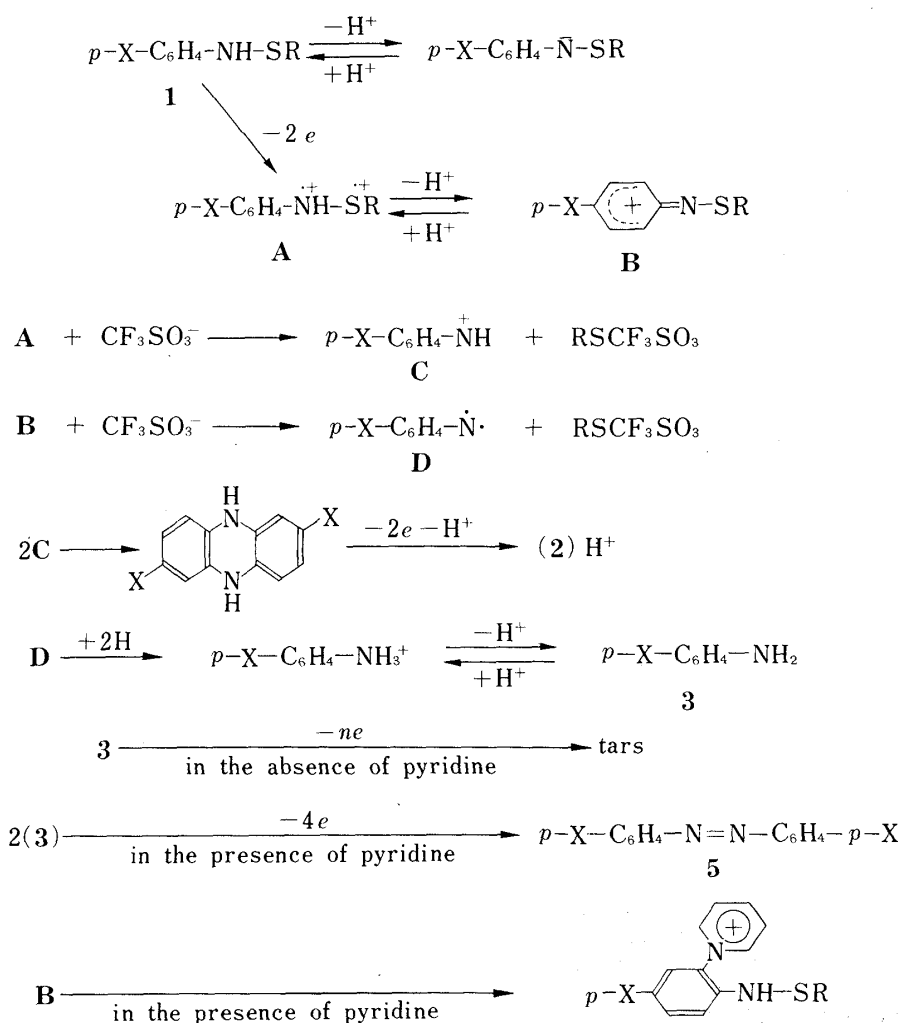 −H⁺
p-X-C₆H₄-NH-SR ⇌ p-X-C₆H₄-N̄-SR
+H⁺
1
−2 e
−H⁺
p-X-C₆H₄-N̈⁺H-S̈⁺R ⇌ p-X- + =N-SR
+H⁺
A B
A + CF₃SO₃⁻ → p-X-C₆H₄-N⁺H + RSCF₃SO₃
C
B + CF₃SO₃⁻ → p-X-C₆H₄-Ṅ· + RSCF₃SO₃
D
H
N X −2e −H⁺
2C → (2) H⁺
X N
H
+2H −H⁺
D → p-X-C₆H₄-NH₃⁺ ⇌ p-X-C₆H₄-NH₂
+H⁺ 3
−ne
3 → tars
in the absence of pyridine
−4e
2(3) → p-X-C₆H₄-N=N-C₆H₄-p-X
in the presence of pyridine 5
+
N
B → p-X- -NH-SR
in the presence of pyridine